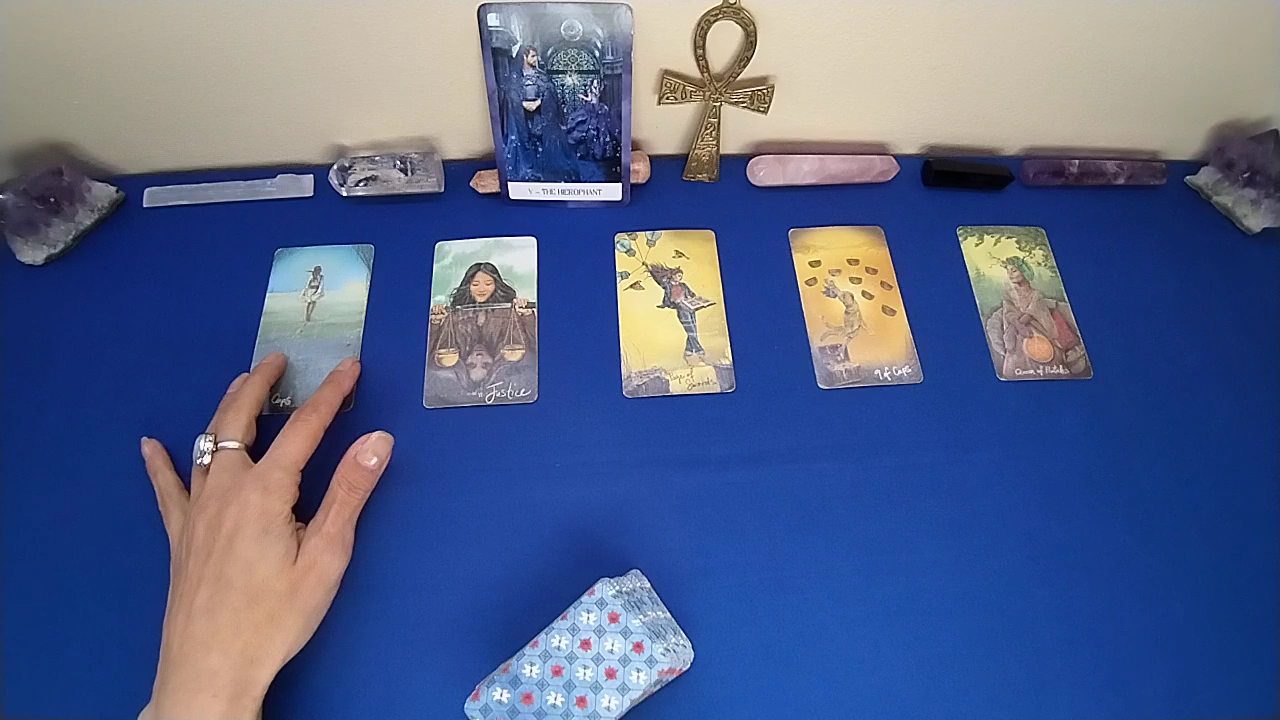 V – THE HIEROPHANT
Cups
Justice
Page of
Swords
9 of Cups
Queen of Pentacles